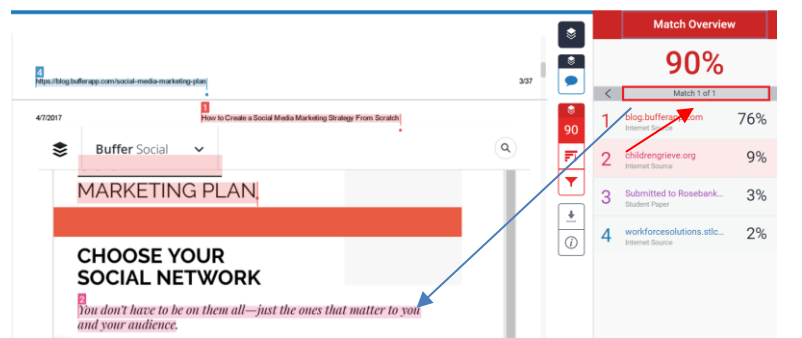 4
https://blog.bufferapp.com/social-media-marketing-plan
3/37
4/7/2017
1
How to Create a Social Media Marketing Strategy From Scratch
Buffer Social
MARKETING PLAN.
CHOOSE YOUR
SOCIAL NETWORK
2
You don't have to be on them all—just the ones that matter to you
and your audience.
90
Match Overview
90%
Match 1 of 1
1 blog.bufferapp.com 76%
Internet Source
2 childrengrieve.org 9%
Internet Source
3 Submitted to Rosebank... 3%
Student Paper
4 workforcesolutions.stlc... 2%
Internet Source